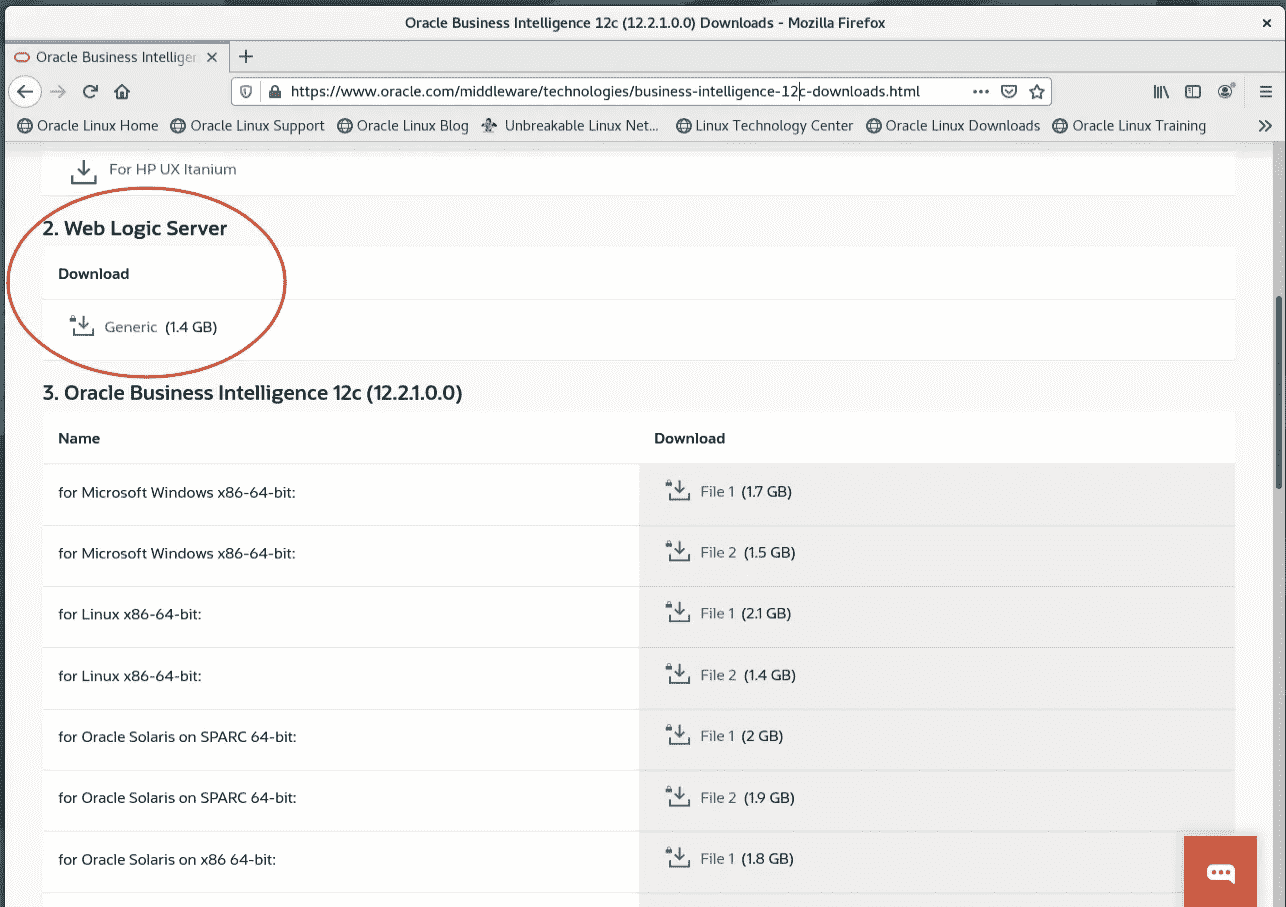 Oracle Business Intelligence 12c (12.2.1.0.0) Downloads - Mozilla Firefox
Oracle Business Intelligen
https://www.oracle.com/middleware/technologies/business-intelligence-12c-downloads.html
Oracle Linux Home Oracle Linux Support Oracle Linux Blog Unbreakable Linux Net... Linux Technology Center Oracle Linux Downloads Oracle Linux Training
For HP UX Itanium
2. Web Logic Server
Download
Generic (1.4 GB)
3. Oracle Business Intelligence 12c (12.2.1.0.0)
Name Download
for Microsoft Windows x86-64-bit: File 1 (1.7 GB)
for Microsoft Windows x86-64-bit: File 2 (1.5 GB)
for Linux x86-64-bit: File 1 (2.1 GB)
for Linux x86-64-bit: File 2 (1.4 GB)
for Oracle Solaris on SPARC 64-bit: File 1 (2 GB)
for Oracle Solaris on SPARC 64-bit: File 2 (1.9 GB)
for Oracle Solaris on x86 64-bit: File 1 (1.8 GB)